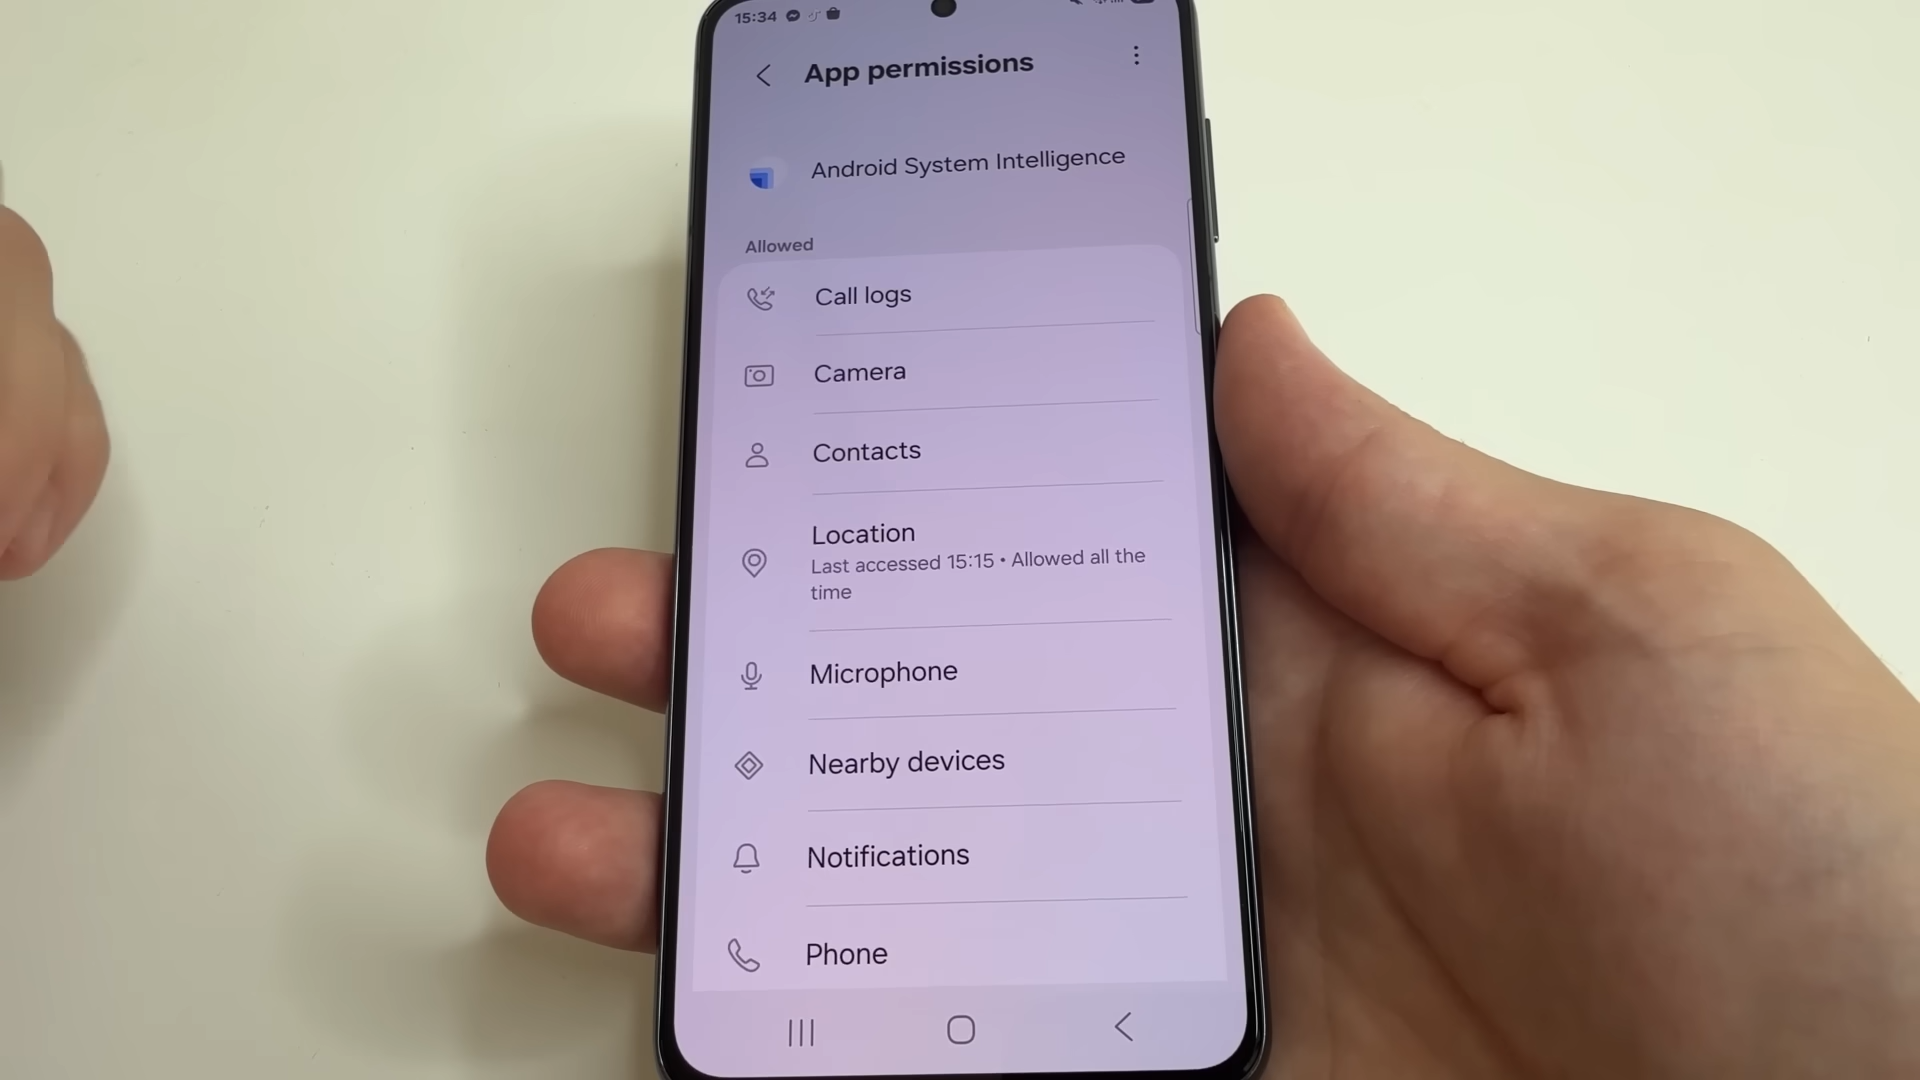 15:34
App permissions
Android System Intelligence
Allowed
Call logs
Camera
Contacts
Location
Last accessed 15:15 • Allowed all the
time
Microphone
Nearby devices
Notifications
Phone